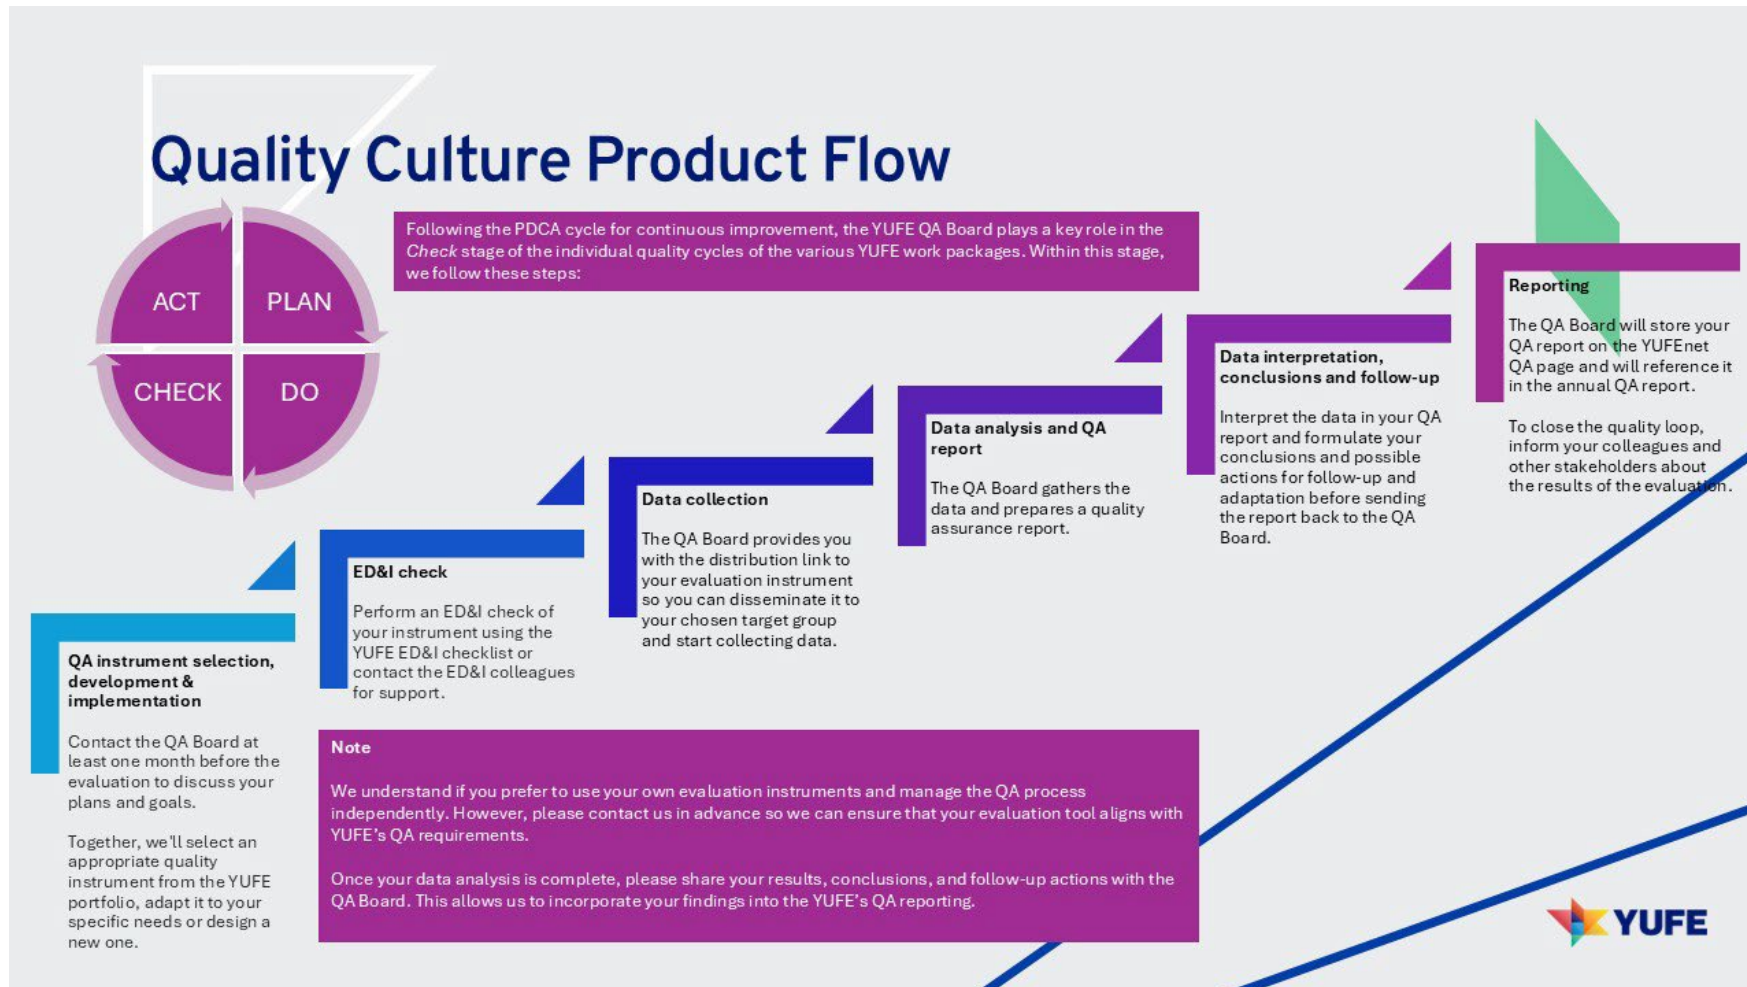 Quality Culture Product Flow
ACT
PLAN
CHECK
DO
Following the PDCA cycle for continuous improvement, the YUFE QA Board plays a key role in the
Check stage of the individual quality cycles of the various YUFE work packages. Within this stage,
we follow these steps:
QA instrument selection,
development &
implementation
Contact the QA Board at
least one month before the
evaluation to discuss your
plans and goals.
Together, we'll select an
appropriate quality
instrument from the YUFE
portfolio, adapt it to your
specific needs or design a
new one.
ED&I check
Perform an ED&I check of
your instrument using the
YUFE ED&I checklist or
contact the ED&I colleagues
for support.
Data collection
The QA Board provides you
with the distribution link to
your evaluation instrument
so you can disseminate it to
your chosen target group
and start collecting data.
Data analysis and QA
report
The QA Board gathers the
data and prepares a quality
assurance report.
Data interpretation,
conclusions and follow-up
Interpret the data in your QA
report and formulate your
conclusions and possible
actions for follow-up and
adaptation before sending
the report back to the QA
Board.
Reporting
The QA Board will store your
QA report on the YUFEnet
QA page and will reference it
in the annual QA report.
To close the quality loop,
inform your colleagues and
other stakeholders about
the results of the evaluation.
Note
We understand if you prefer to use your own evaluation instruments and manage the QA process
independently. However, please contact us in advance so we can ensure that your evaluation tool aligns with
YUFE's QA requirements.
Once your data analysis is complete, please share your results, conclusions, and follow-up actions with the
QA Board. This allows us to incorporate your findings into the YUFE's QA reporting.
YUFE